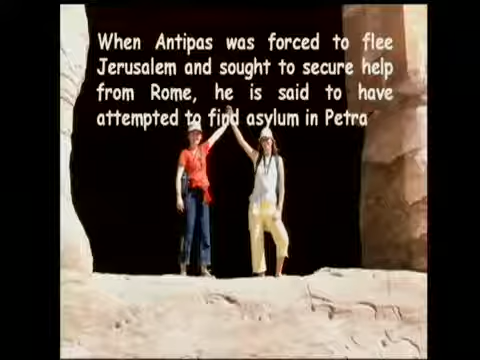 When Antipas was forced to flee
Jerusalem and sought to secure help
from Rome, he is said to have
attempted to find asylum in Petra